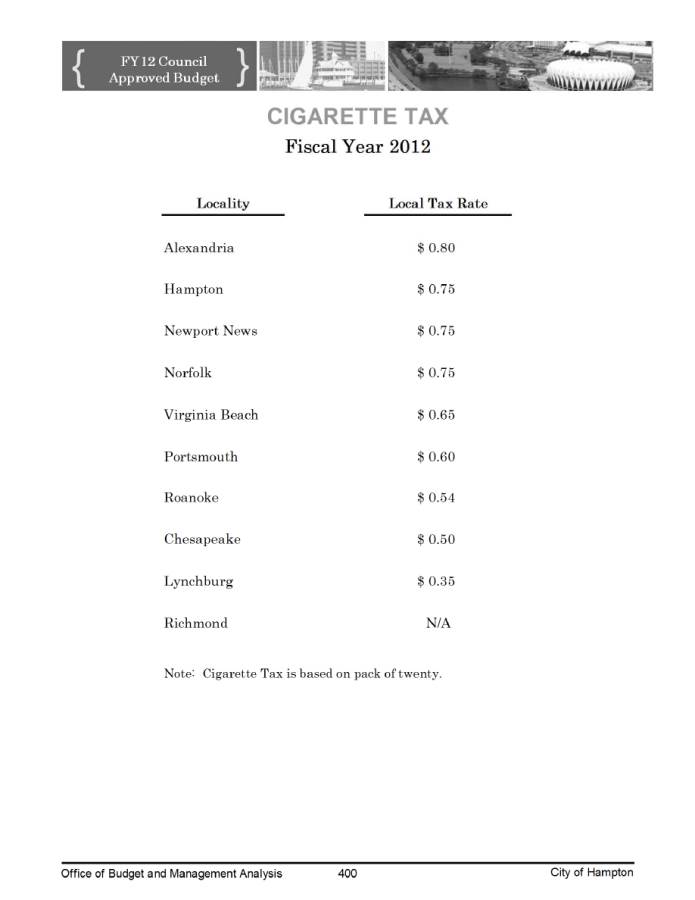 { FY12 Council }
Approved Budget
CIGARETTE TAX
Fiscal Year 2012
Locality Local Tax Rate
Alexandria $ 0.80
Hampton $ 0.75
Newport News $ 0.75
Norfolk $ 0.75
Virginia Beach $ 0.65
Portsmouth $ 0.60
Roanoke $ 0.54
Chesapeake $ 0.50
Lynchburg $ 0.35
Richmond N/A
Note: Cigarette Tax is based on pack of twenty.
Office of Budget and Management Analysis 400 City of Hampton